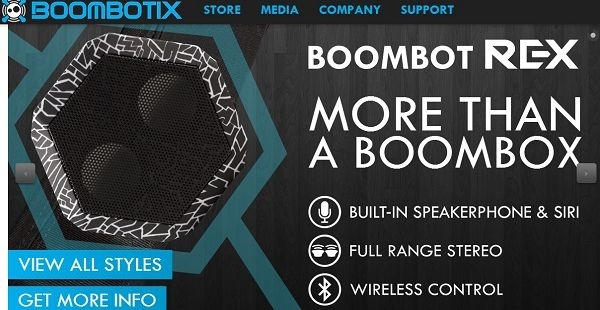 BOOMBOTIX STORE MEDIA COMPANY SUPPORT
BOOMBOT REX
MORE THAN
A BOOMBOX
BUILT-IN SPEAKERPHONE & SIRI
FULL RANGE STEREO
WIRELESS CONTROL
VIEW ALL STYLES
GET MORE INFO